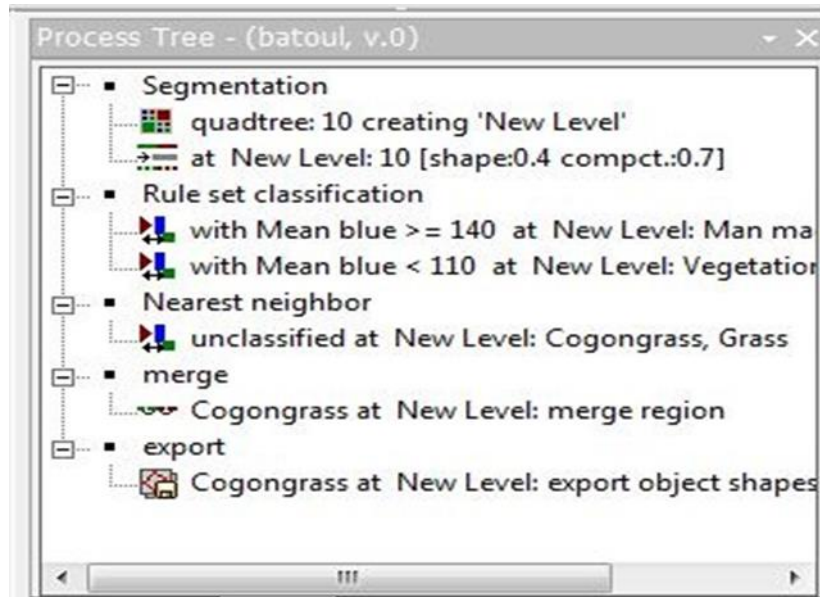 Process Tree - (batoul, v.0)
Segmentation
quadtree: 10 creating 'New Level'
at New Level: 10 [shape:0.4 compct.:0.7]
Rule set classification
with Mean blue >= 140 at New Level: Man ma
with Mean blue < 110 at New Level: Vegetation
Nearest neighbor
unclassified at New Level: Cogongrass, Grass
merge
Cogongrass at New Level: merge region
export
Cogongrass at New Level: export object shapes